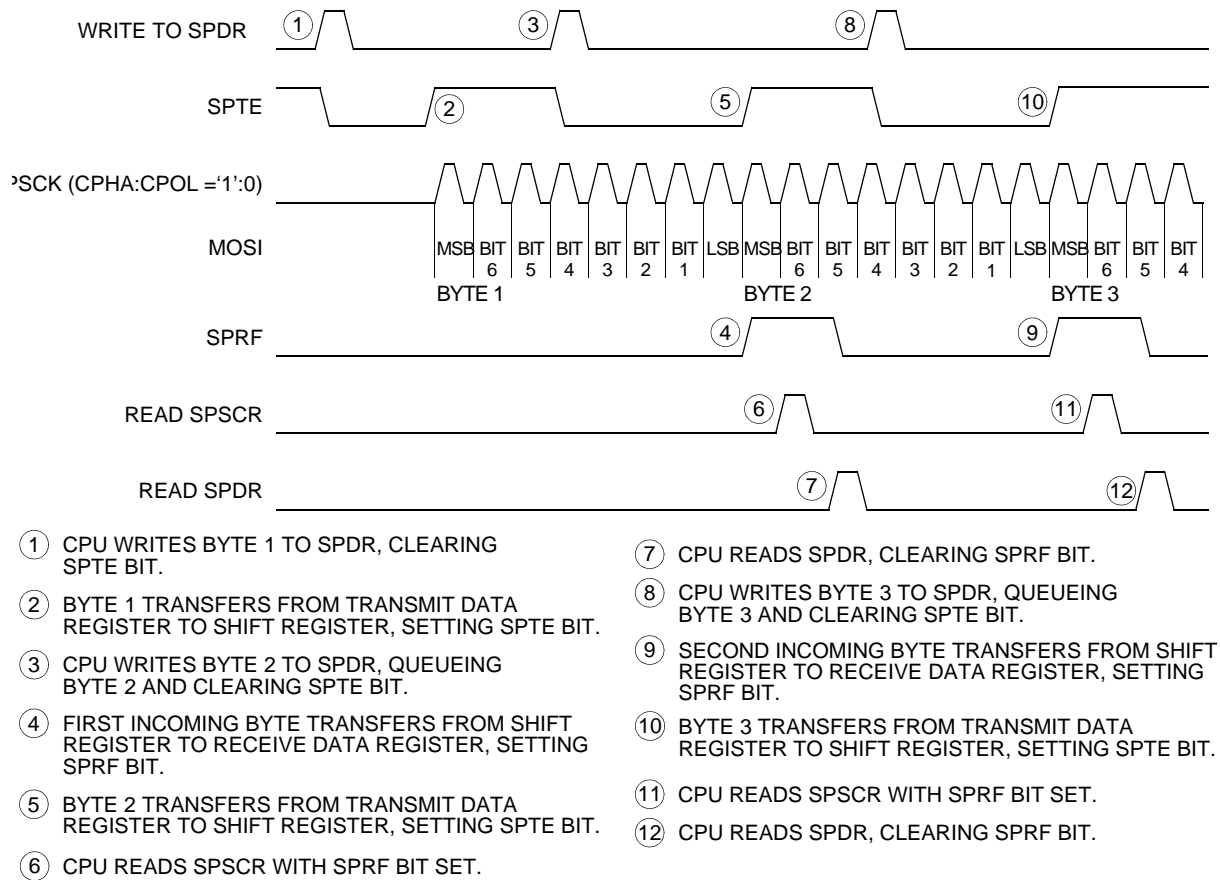 WRITE TO SPDR
1
3
8
SPTE
2
5
10
PSCK (CPHA:CPOL =‘1’:0)
MOSI
MSB BIT BIT BIT BIT BIT BIT LSB MSB BIT BIT BIT BIT BIT BIT LSB MSB BIT BIT BIT
6 5 4 3 2 1 6 5 4 3 2 1 6 5 4
BYTE 1 BYTE 2 BYTE 3
SPRF
4
9
READ SPSCR
6
11
READ SPDR
7
12
1 CPU WRITES BYTE 1 TO SPDR, CLEARING
SPTE BIT.
2 BYTE 1 TRANSFERS FROM TRANSMIT DATA
REGISTER TO SHIFT REGISTER, SETTING SPTE BIT.
3 CPU WRITES BYTE 2 TO SPDR, QUEUEING
BYTE 2 AND CLEARING SPTE BIT.
4 FIRST INCOMING BYTE TRANSFERS FROM SHIFT
REGISTER TO RECEIVE DATA REGISTER, SETTING
SPRF BIT.
5 BYTE 2 TRANSFERS FROM TRANSMIT DATA
REGISTER TO SHIFT REGISTER, SETTING SPTE BIT.
6 CPU READS SPSCR WITH SPRF BIT SET.
7 CPU READS SPDR, CLEARING SPRF BIT.
8 CPU WRITES BYTE 3 TO SPDR, QUEUEING
BYTE 3 AND CLEARING SPTE BIT.
9 SECOND INCOMING BYTE TRANSFERS FROM SHIFT
REGISTER TO RECEIVE DATA REGISTER, SETTING
SPRF BIT.
10 BYTE 3 TRANSFERS FROM TRANSMIT DATA
REGISTER TO SHIFT REGISTER, SETTING SPTE BIT.
11 CPU READS SPSCR WITH SPRF BIT SET.
12 CPU READS SPDR, CLEARING SPRF BIT.